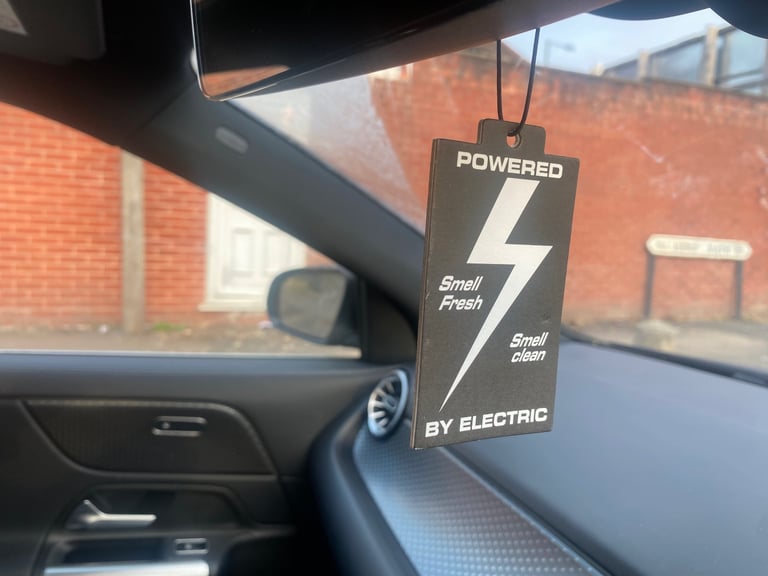 POWERED
Smell
Fresh
Smell
clean
BY ELECTRIC